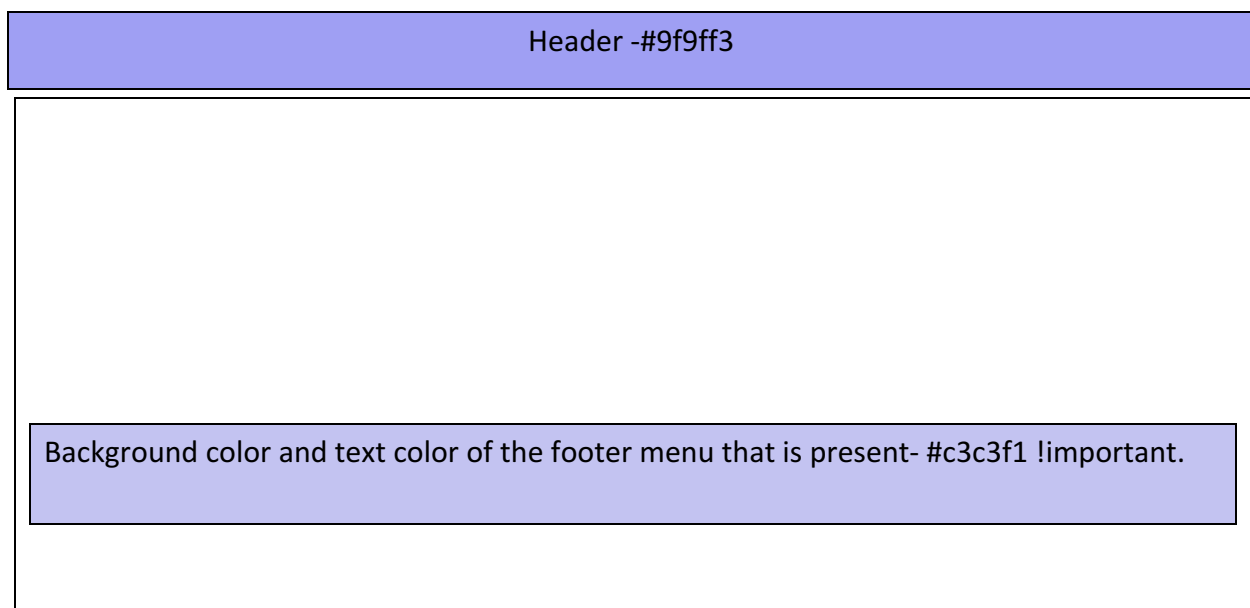 Header -#9f9ff3
Background color and text color of the footer menu that is present- #c3c3f1 !important.